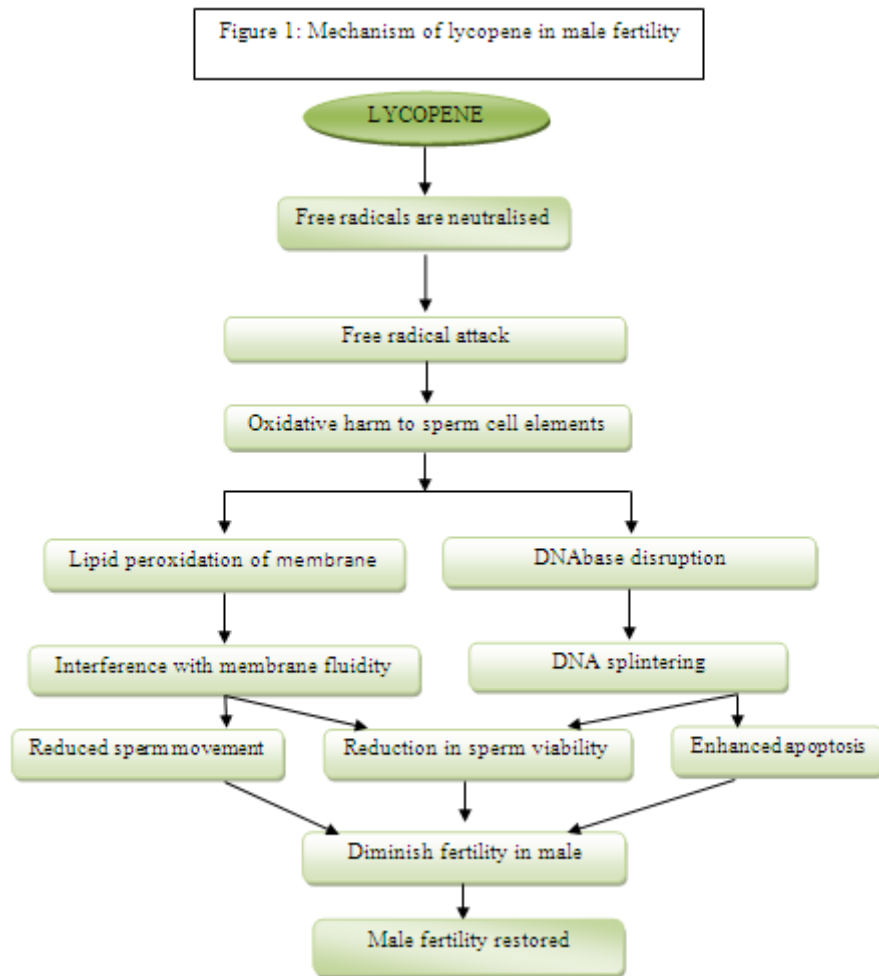 Figure 1: Mechanism of lycopene in male fertility
LYCOPENE
Free radicals are neutralised
Free radical attack
Oxidative harm to sperm cell elements
Lipid peroxidation of membrane
DNAbase disruption
Interference with membrane fluidity
DNA splintering
Reduced sperm movement
Reduction in sperm viability
Enhanced apoptosis
Diminish fertility in male
Male fertility restored